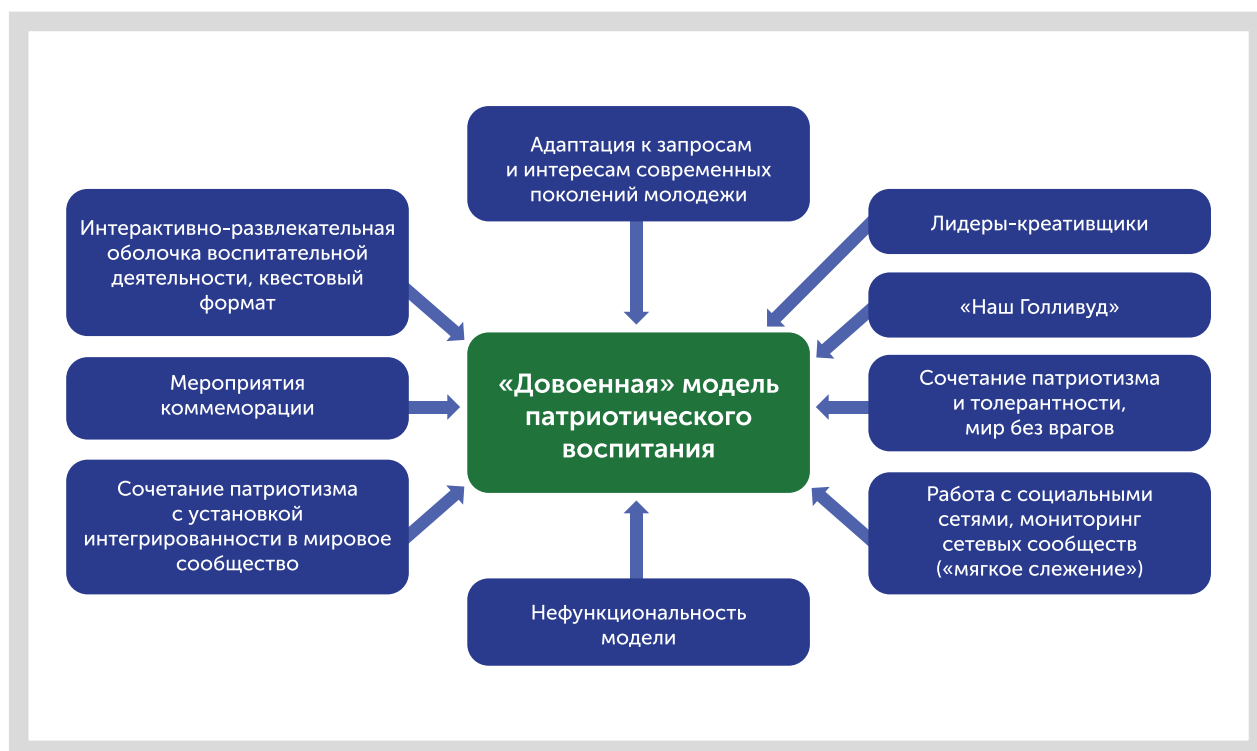 Адаптация к запросам
и интересам современных
поколений молодежи
Интерактивно-развлекательная
оболочка воспитательной
деятельности, квестовый
формат
Мероприятия
коммеморации
Сочетание патриотизма
с установкой
интегрированности в мировое
сообщество
«Довоенная» модель
патриотического
воспитания
Нефункциональность
модели
Лидеры-креативщики
«Наш Голливуд»
Сочетание патриотизма
и толерантности,
мир без врагов
Работа с социальными
сетями, мониторинг
сетевых сообществ
(«мягкое слежение»)